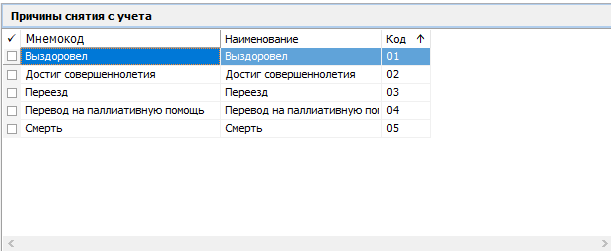 Причины снятия с учета
✓ Мнемокод Наименование Код ↑
Выздоровел Выздоровел 01
Достиг совершеннолетия Достиг совершеннолетия 02
Переезд Переезд 03
Перевод на паллиативную помощь Перевод на паллиативную пом 04
Смерть Смерть 05